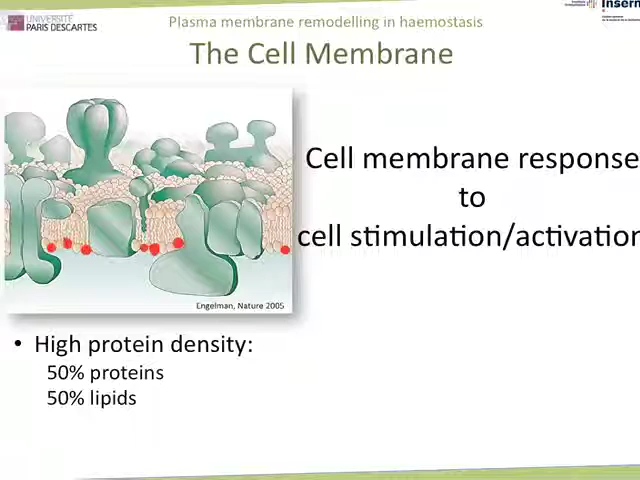 UNIVERSITÉ
PARIS DESCARTES
Plasma membrane remodelling in haemostasis
Inserm
The Cell Membrane
Cell membrane response
to
cell stimulation/activation
Engelman, Nature 2005
• High protein density:
50% proteins
50% lipids